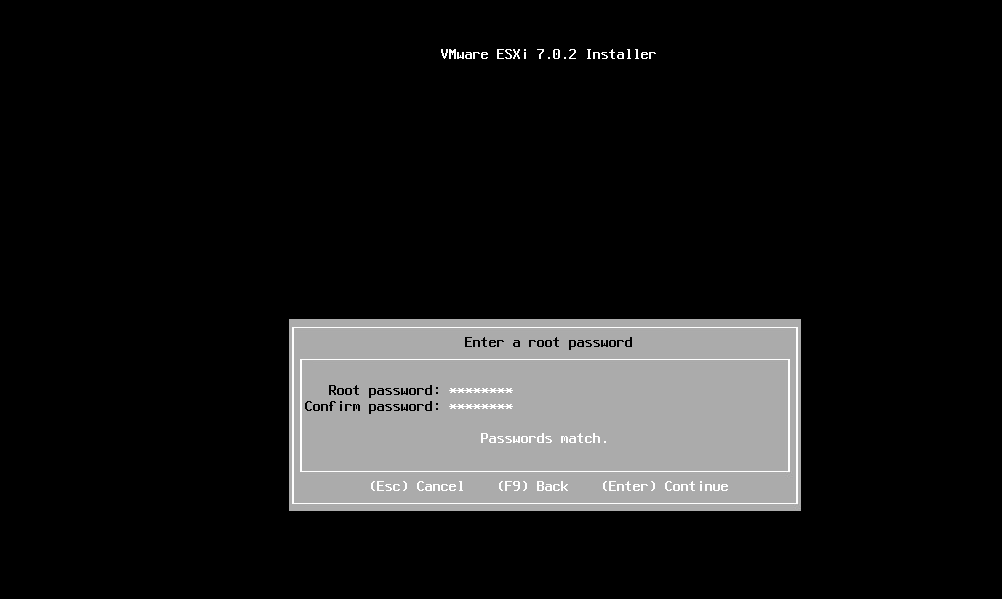 VMware ESXi 7.0.2 Installer
Enter a root password
Root password: ********
Confirm password: ********
Passwords match.
(Esc) Cancel (F9) Back (Enter) Continue